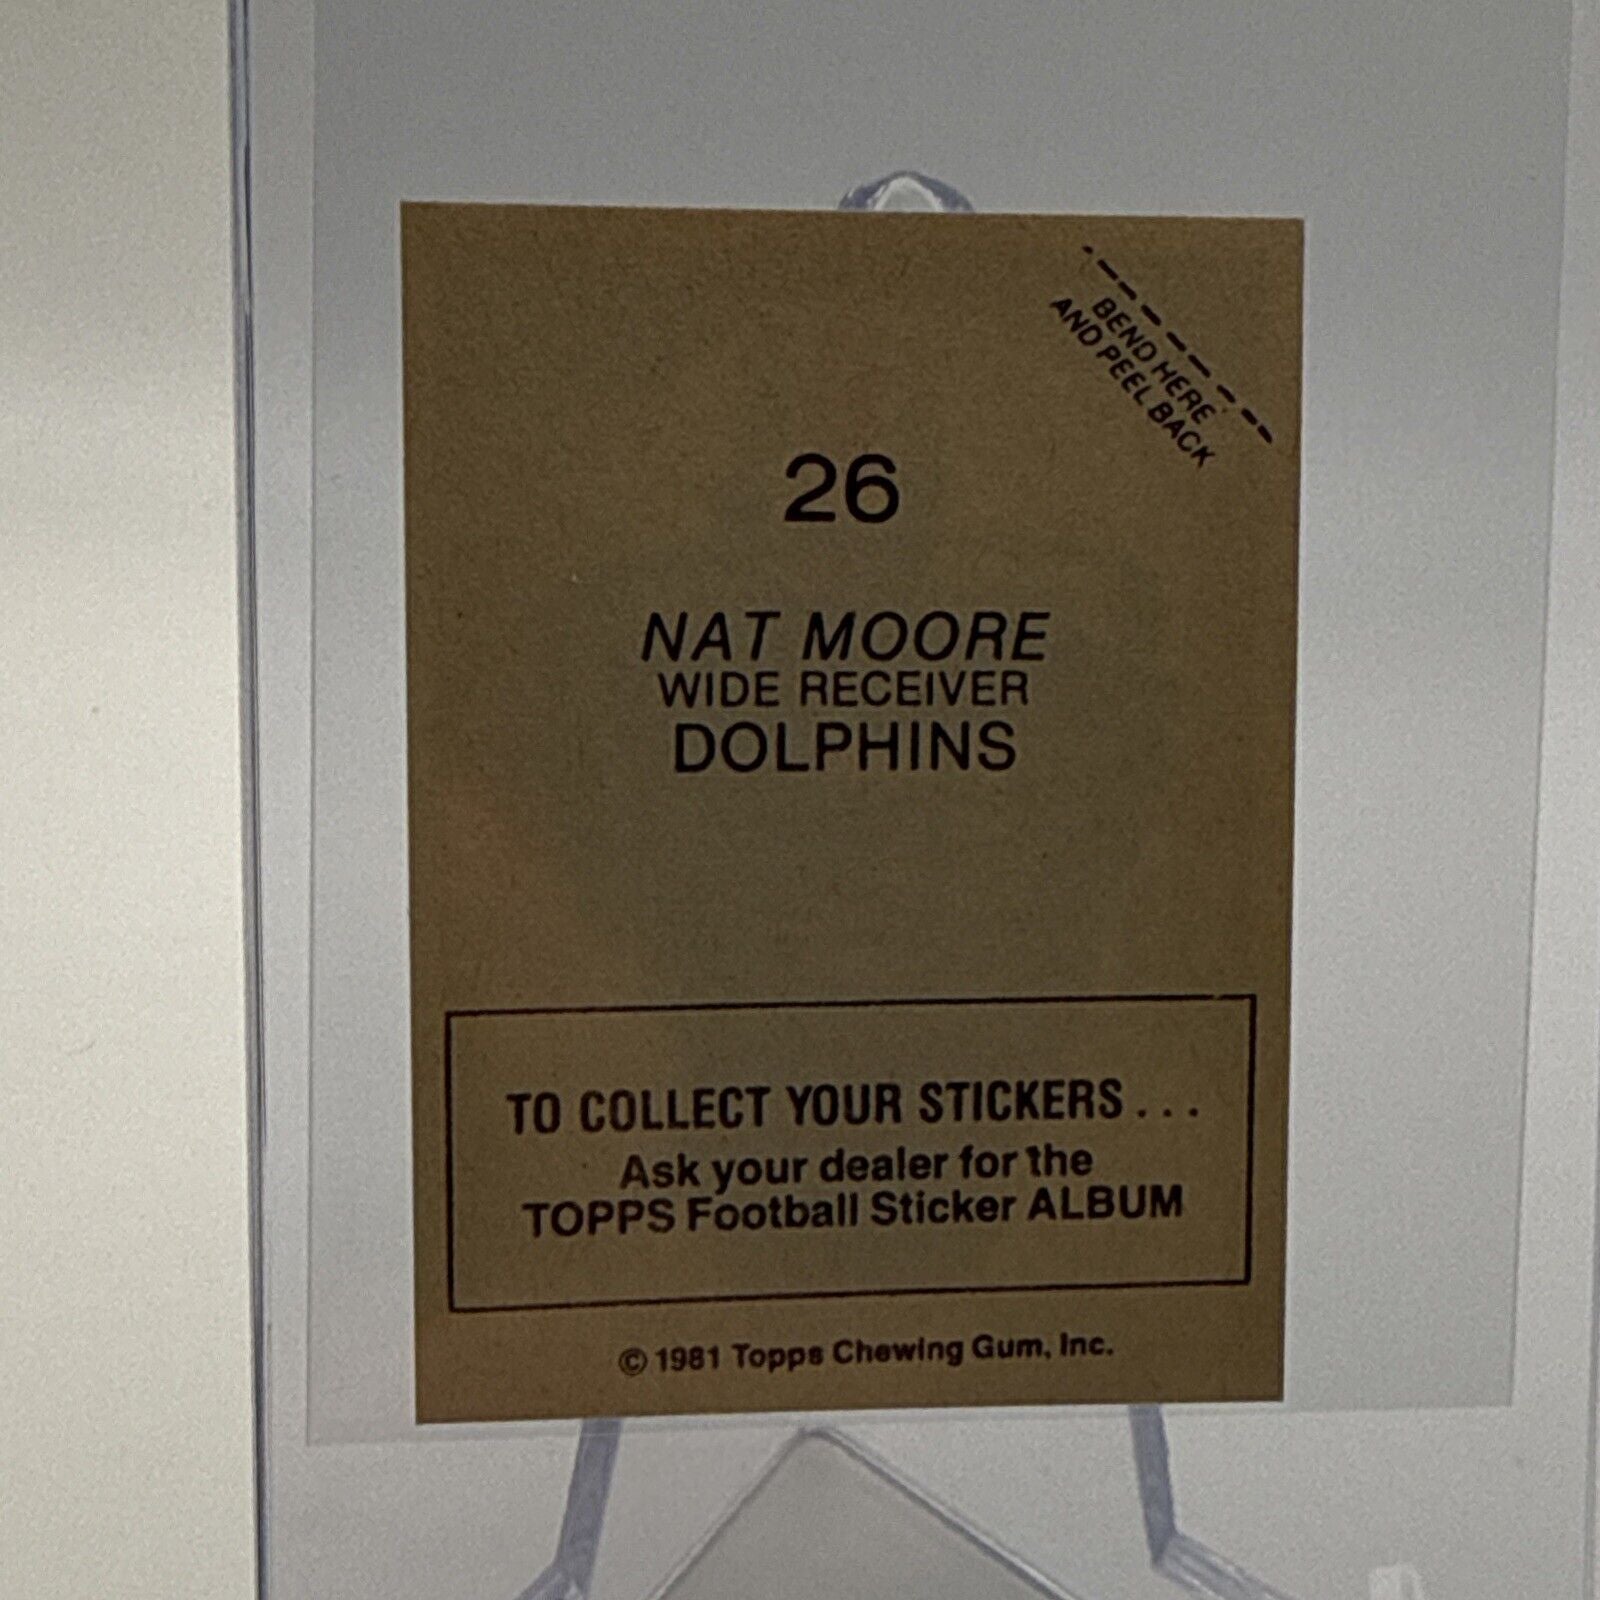 BEND HERE
AND PEEL BACK
26
NAT MOORE
WIDE RECEIVER
DOLPHINS
TO COLLECT YOUR STICKERS . . .
Ask your dealer for the
TOPPS Football Sticker ALBUM
© 1981 Topps Chewing Gum, Inc.